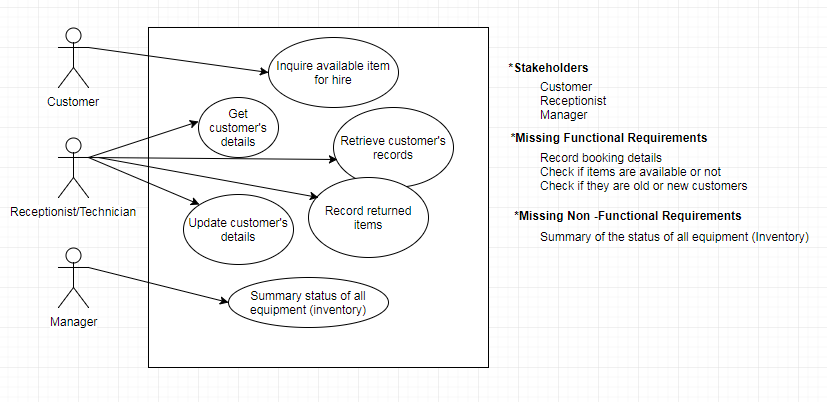 Customer
Receptionist/Technician
Manager
Inquire available item
for hire
Get
customer's
details
Retrieve customer's
records
Update customer's
details
Record returned
items
Summary status of all
equipment (inventory)
*Stakeholders
Customer
Receptionist
Manager
*Missing Functional Requirements
Record booking details
Check if items are available or not
Check if they are old or new customers
*Missing Non -Functional Requirements
Summary of the status of all equipment (Inventory)